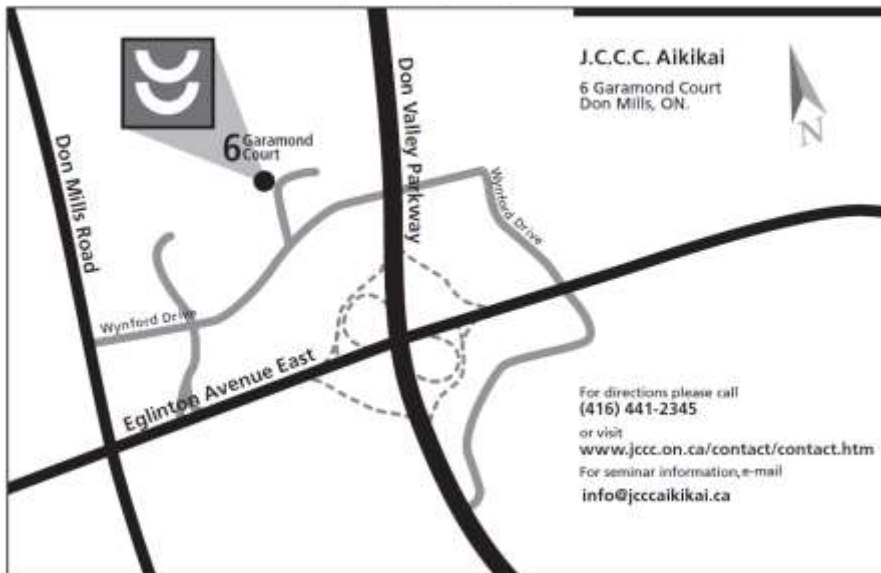 J.C.C.C. Aikikai
6 Garamond Court
Don Mills, ON.
N
6 Garamond
Court
Don Mills Road
Don Valley Parkway
Wynford Drive
Wynford Drive
Eglinton Avenue East
For directions please call
(416) 441-2345
or visit
www.jccc.on.ca/contact/contact.htm
For seminar information, e-mail
info@jcccaikikai.ca